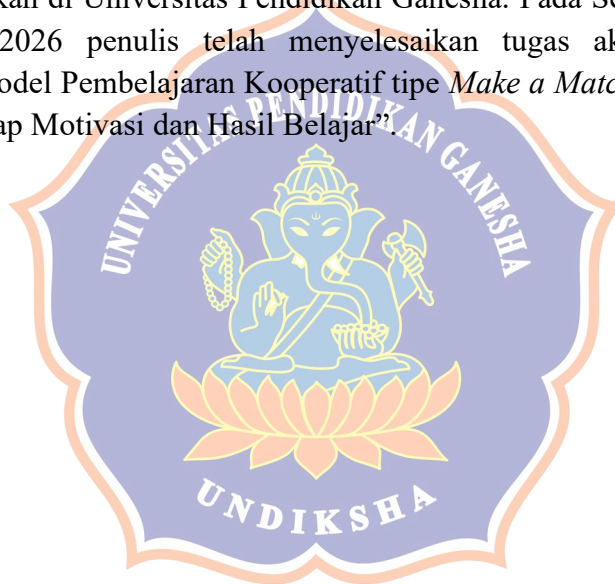 kan di Universitas Pendidikan Ganesha. Pada Se
2026 penulis telah menyelesaikan tugas ak
odel Pembelajaran Kooperatif tipe Make a Matc
ap Motivasi dan Hasil Belajar”.
UNIVERSITAS PENDIDIKAN GANESHA
UNDIKSHA